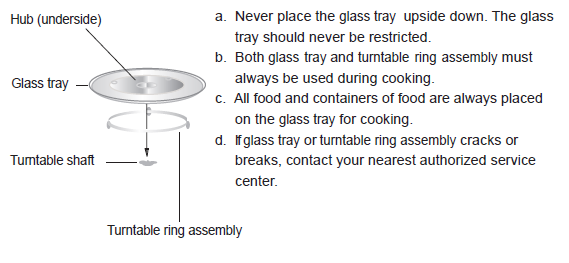 Hub (underside)
Glass tray
Turntable shaft
Turntable ring assembly
a. Never place the glass tray upside down. The glass
tray should never be restricted.
b. Both glass tray and turntable ring assembly must
always be used during cooking.
c. All food and containers of food are always placed
on the glass tray for cooking.
d. If glass tray or turntable ring assembly cracks or
breaks, contact your nearest authorized service
center.